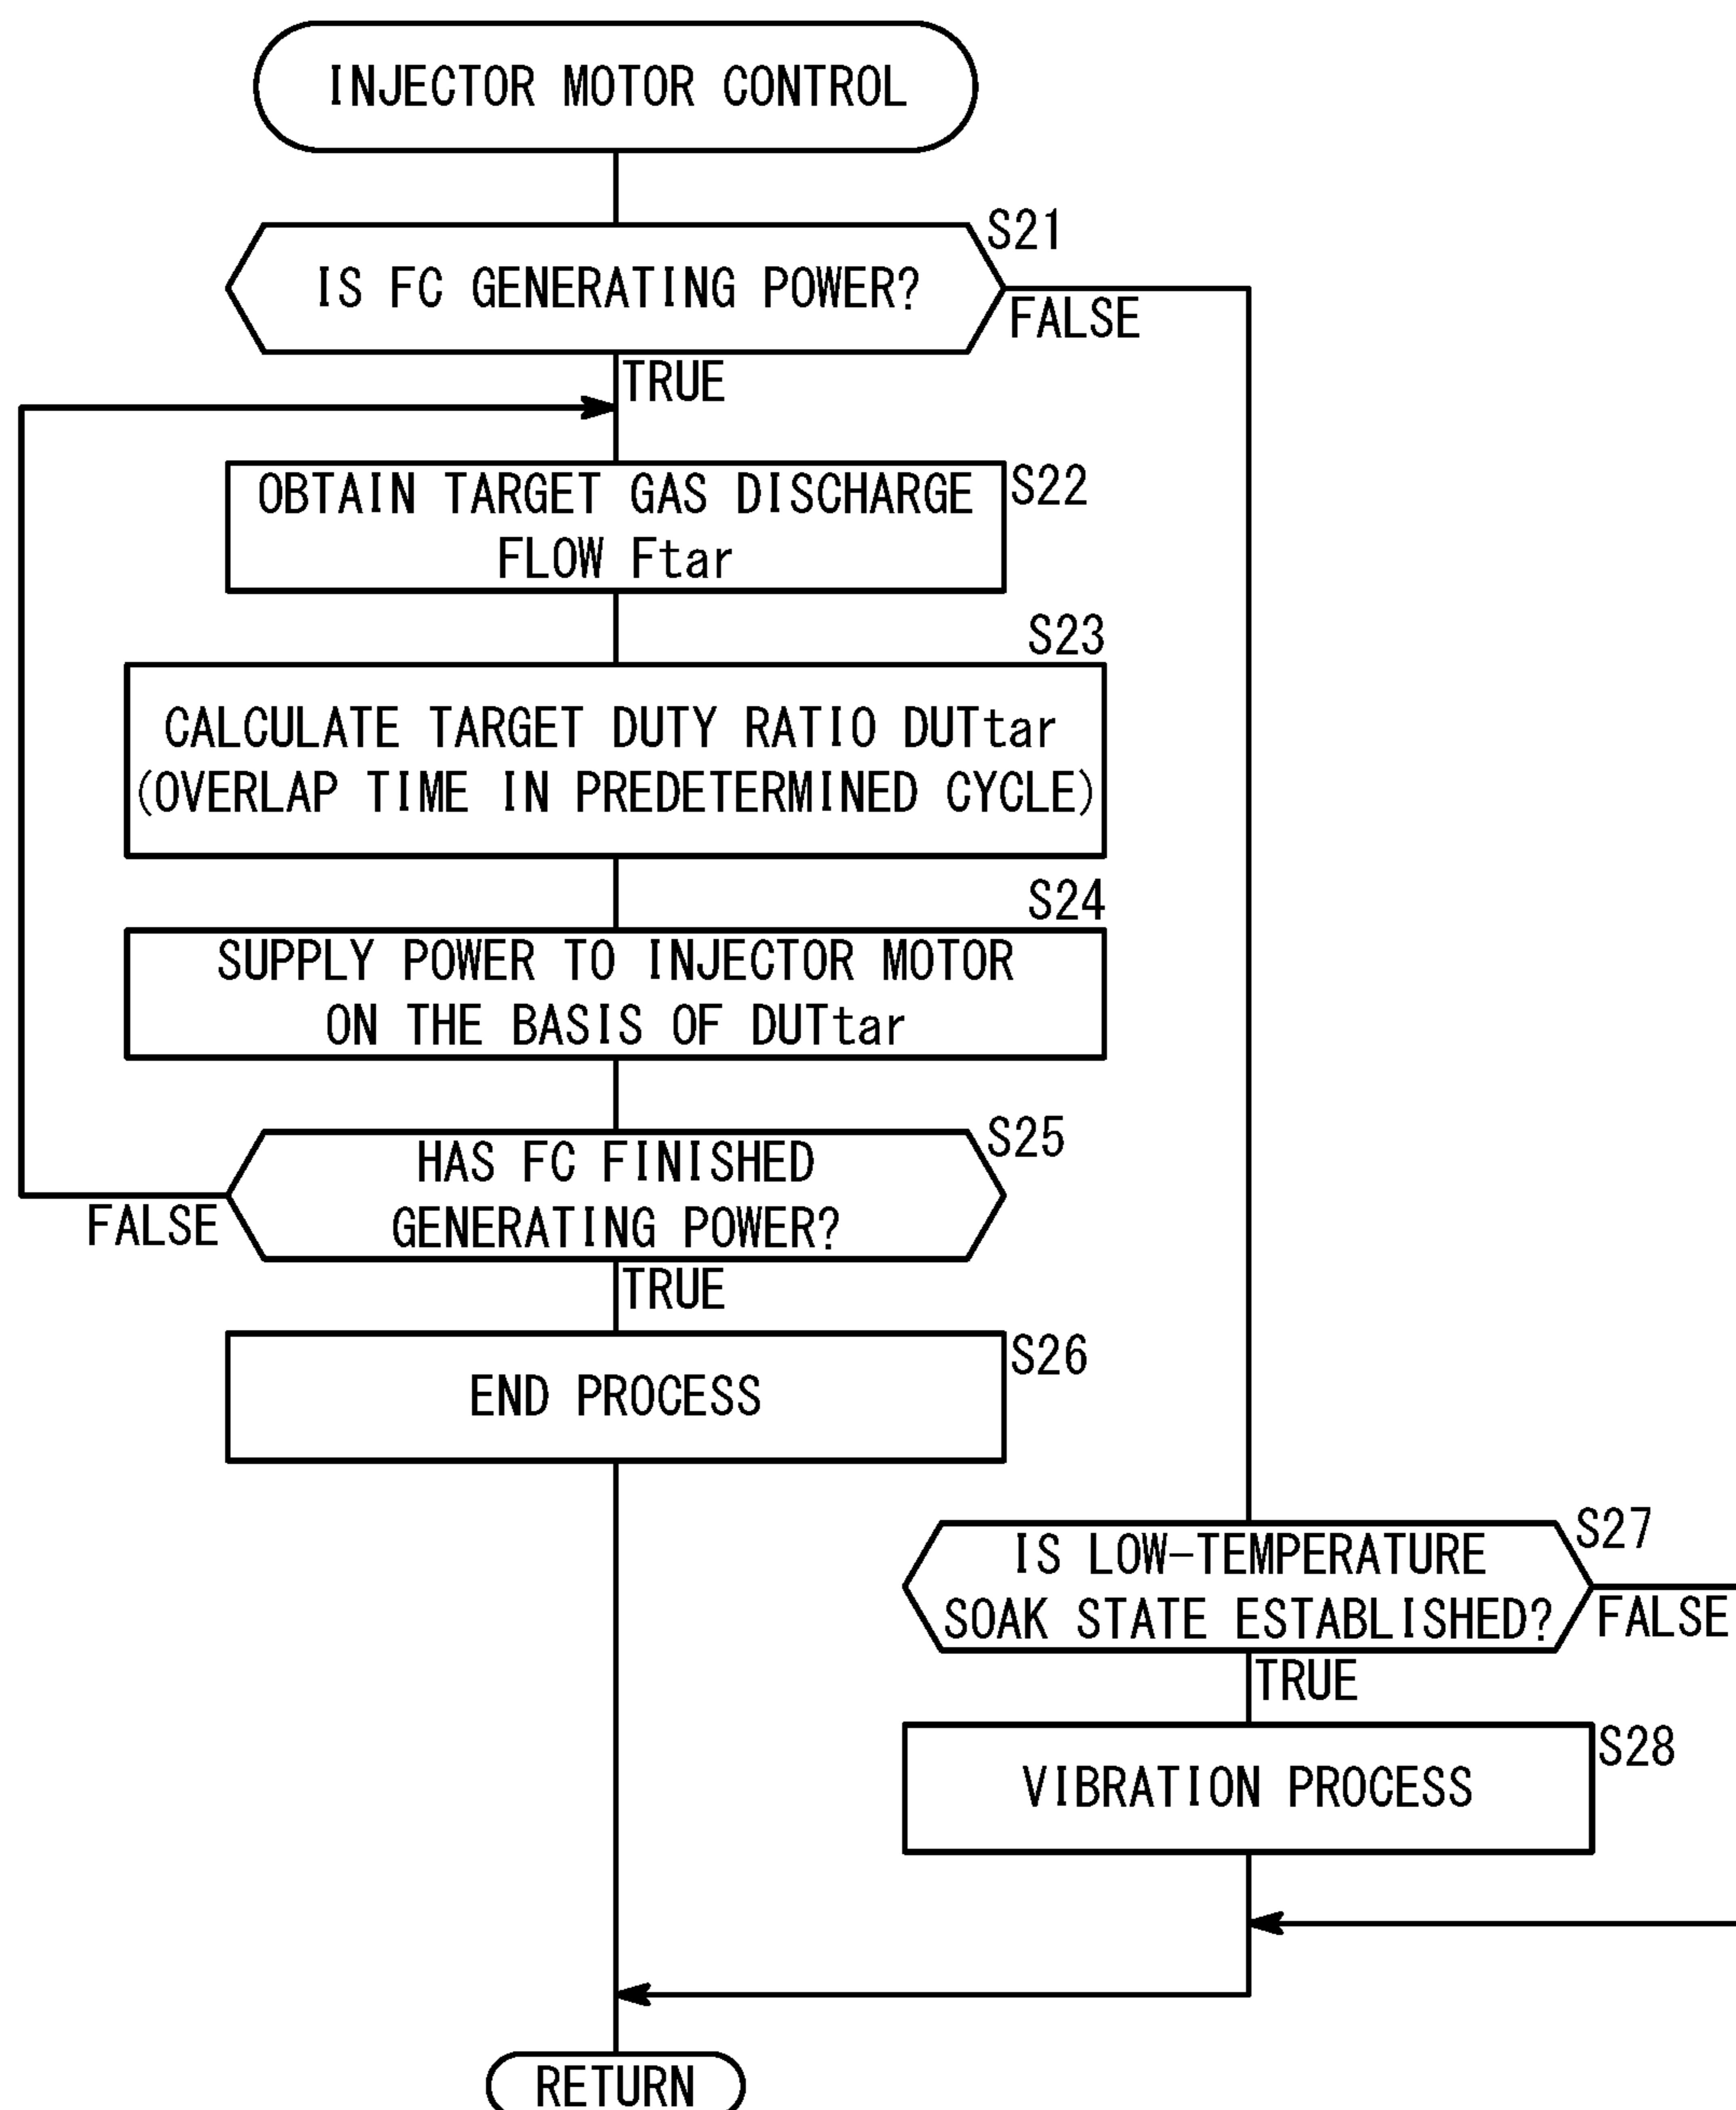 INJECTOR MOTOR CONTROL
S21
IS FC GENERATING POWER?
FALSE
TRUE
S22
OBTAIN TARGET GAS DISCHARGE
FLOW Ftar
S23
CALCULATE TARGET DUTY RATIO DUTtar
(OVERLAP TIME IN PREDETERMINED CYCLE)
S24
SUPPLY POWER TO INJECTOR MOTOR
ON THE BASIS OF DUTtar
S25
HAS FC FINISHED
GENERATING POWER?
FALSE
TRUE
S26
END PROCESS
S27
IS LOW-TEMPERATURE
SOAK STATE ESTABLISHED?
FALSE
TRUE
S28
VIBRATION PROCESS
RETURN